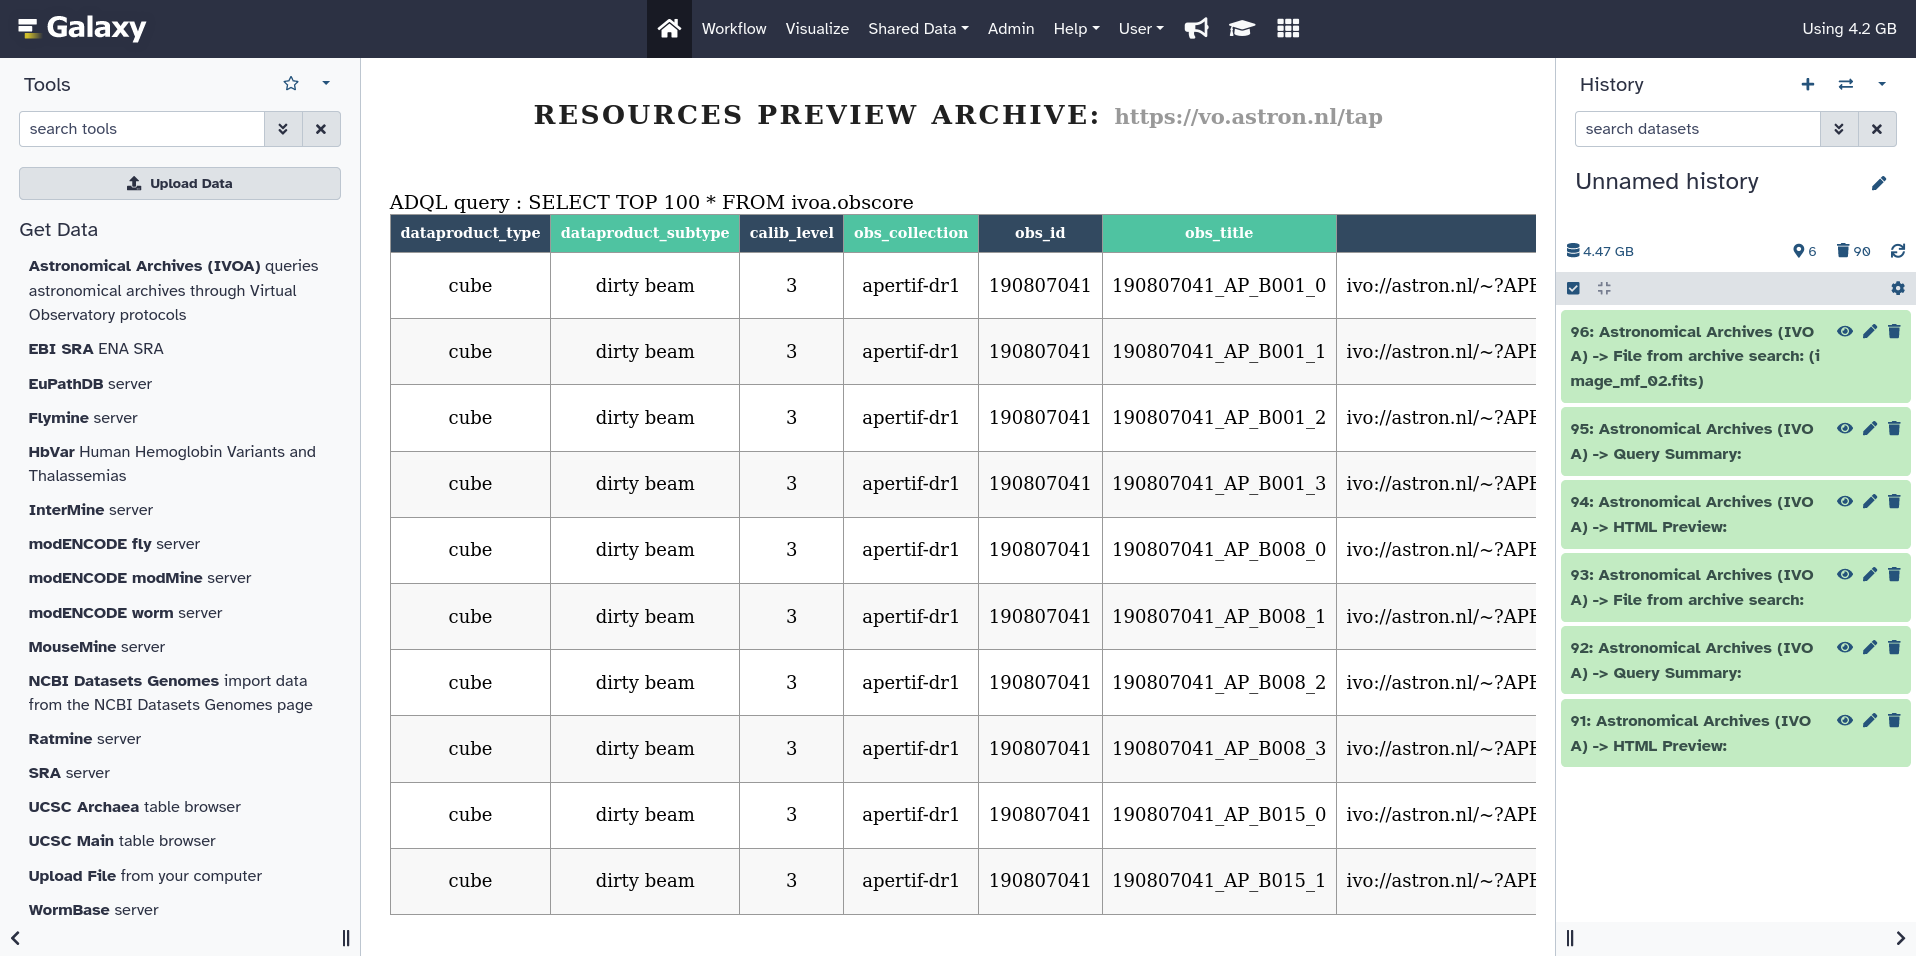 Galaxy
Workflow Visualize Shared Data Admin Help User
Using 4.2 GB
Tools
search tools
Upload Data
Get Data
Astronomical Archives (IVOA) queries
astronomical archives through Virtual
Observatory protocols
EBI SRA ENA SRA
EuPathDB server
Flymine server
HbVar Human Hemoglobin Variants and
Thalassemias
InterMine server
modENCODE fly server
modENCODE modMine server
modENCODE worm server
MouseMine server
NCBI Datasets Genomes import data
from the NCBI Datasets Genomes page
Ratmine server
SRA server
UCSC Archaea table browser
UCSC Main table browser
Upload File from your computer
WormBase server
RESOURCES PREVIEW ARCHIVE: https://vo.astron.nl/tap
ADQL query : SELECT TOP 100 * FROM ivoa.obscore
dataproduct_type dataproduct_subtype calib_level obs_collection obs_id obs_title
cube dirty beam 3 apertif-dr1 190807041 190807041_AP_B001_0 ivo://astron.nl/~?APE
cube dirty beam 3 apertif-dr1 190807041 190807041_AP_B001_1 ivo://astron.nl/~?APE
cube dirty beam 3 apertif-dr1 190807041 190807041_AP_B001_2 ivo://astron.nl/~?APE
cube dirty beam 3 apertif-dr1 190807041 190807041_AP_B001_3 ivo://astron.nl/~?APE
cube dirty beam 3 apertif-dr1 190807041 190807041_AP_B008_0 ivo://astron.nl/~?APE
cube dirty beam 3 apertif-dr1 190807041 190807041_AP_B008_1 ivo://astron.nl/~?APE
cube dirty beam 3 apertif-dr1 190807041 190807041_AP_B008_2 ivo://astron.nl/~?APE
cube dirty beam 3 apertif-dr1 190807041 190807041_AP_B008_3 ivo://astron.nl/~?APE
cube dirty beam 3 apertif-dr1 190807041 190807041_AP_B015_0 ivo://astron.nl/~?APE
cube dirty beam 3 apertif-dr1 190807041 190807041_AP_B015_1 ivo://astron.nl/~?APE
History
search datasets
Unnamed history
4.47 GB 6 90
96: Astronomical Archives (IVO
A) -> File from archive search: (i
mage_mf_02.fits)
95: Astronomical Archives (IVO
A) -> Query Summary:
94: Astronomical Archives (IVO
A) -> HTML Preview:
93: Astronomical Archives (IVO
A) -> File from archive search:
92: Astronomical Archives (IVO
A) -> Query Summary:
91: Astronomical Archives (IVO
A) -> HTML Preview: